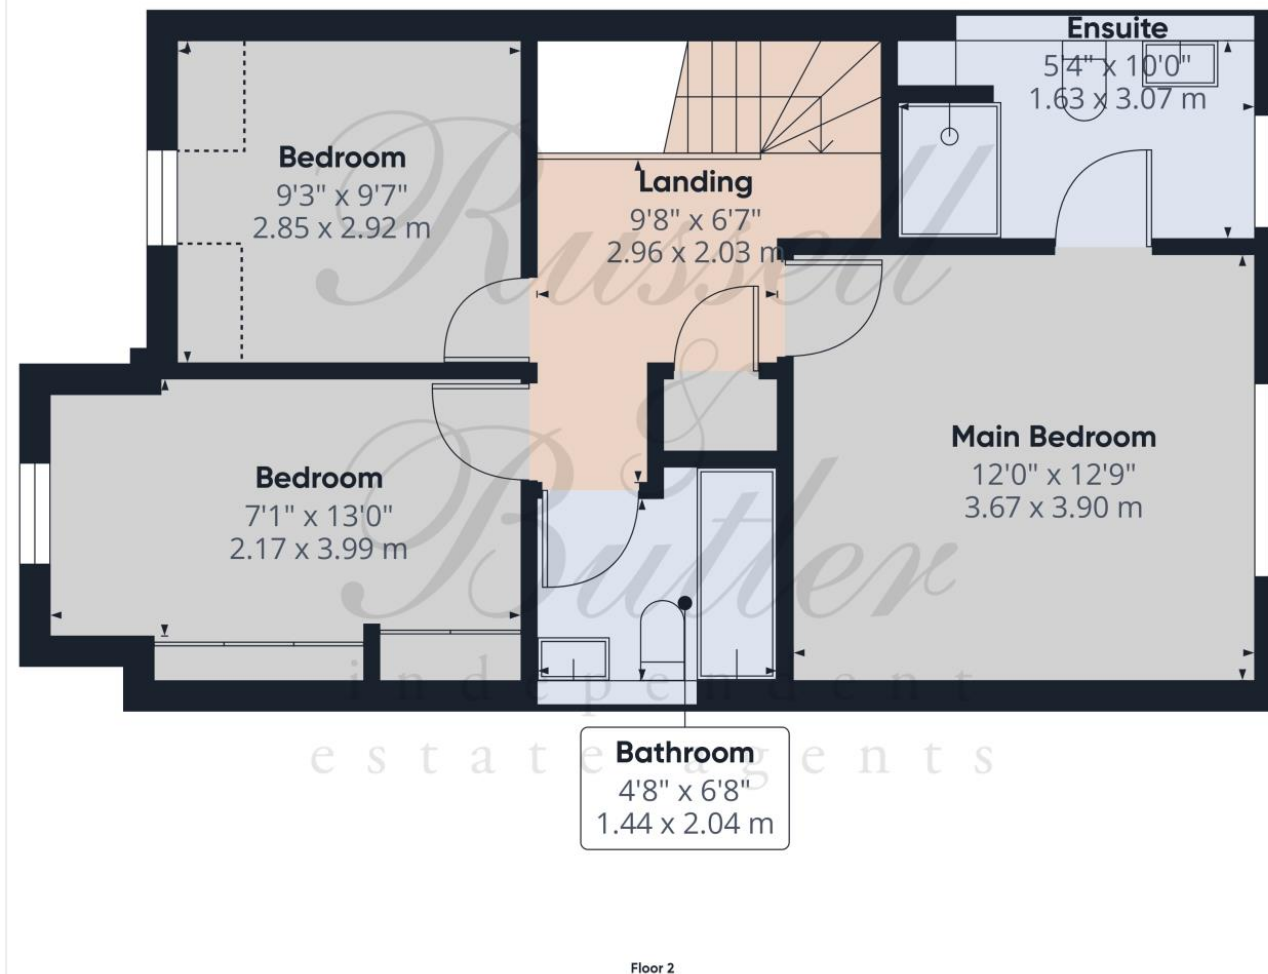 Ensuite
5'4" x 10'0"
1.63 x 3.07 m
Bedroom
9'3" x 9'7"
2.85 x 2.92 m
Landing
9'8" x 6'7"
2.96 x 2.03 m
Main Bedroom
12'0" x 12'9"
3.67 x 3.90 m
Bedroom
7'1" x 13'0"
2.17 x 3.99 m
Bathroom
4'8" x 6'8"
1.44 x 2.04 m
Russell
&
Butler
independent
estate agents
Floor 2